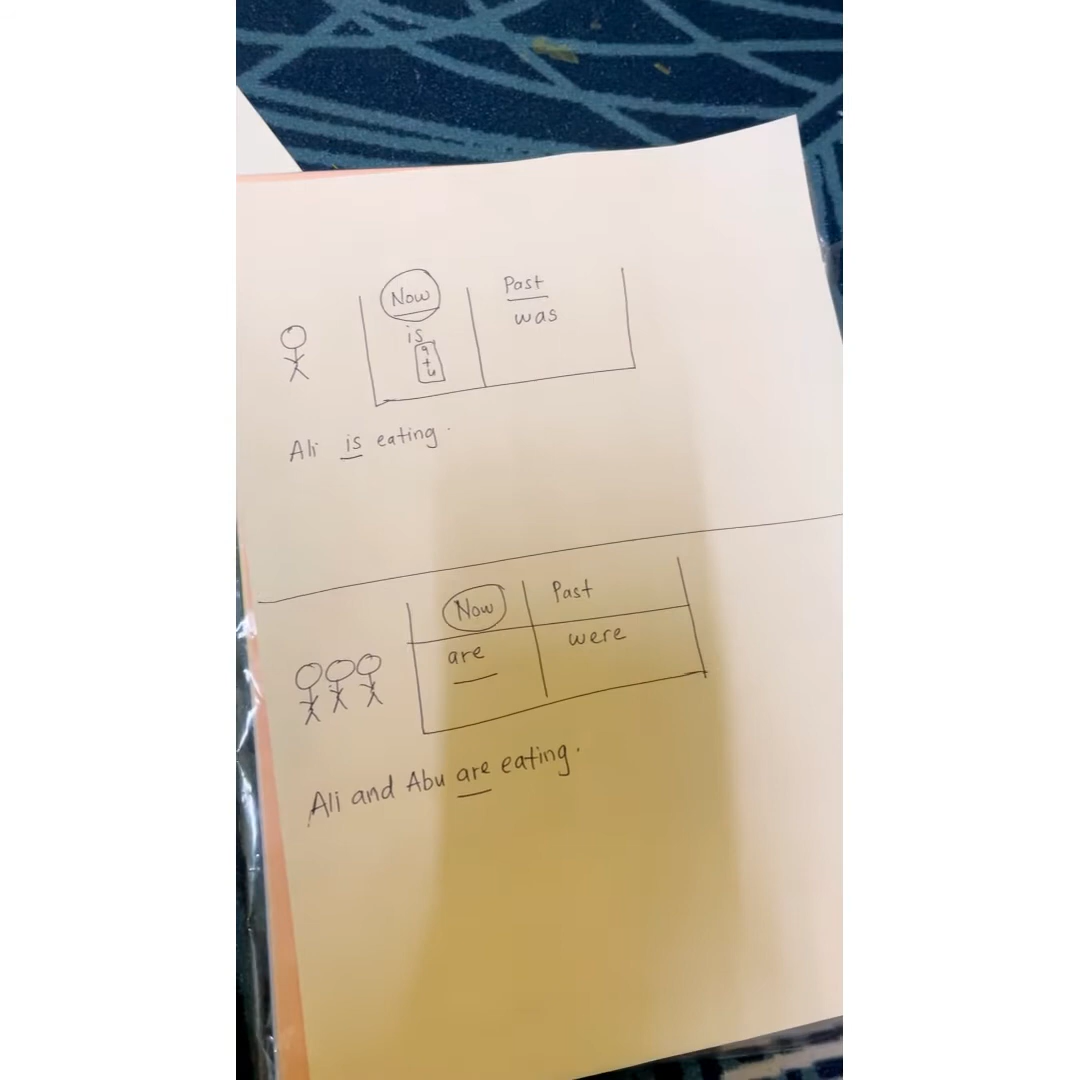 Now Past
is was
Ali is eating.
Now Past
are were
Ali and Abu are eating.